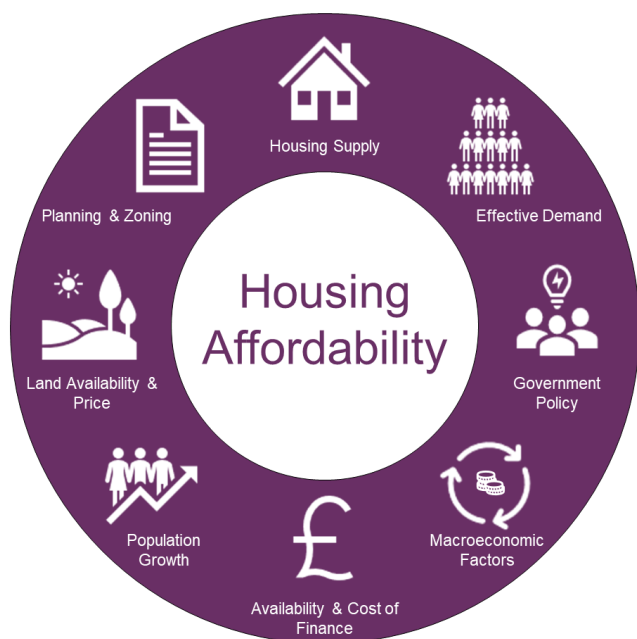 Housing
Affordability
Housing Supply
Effective Demand
Government
Policy
Macroeconomic
Factors
£
Availability & Cost of
Finance
Population
Growth
Land Availability &
Price
Planning & Zoning